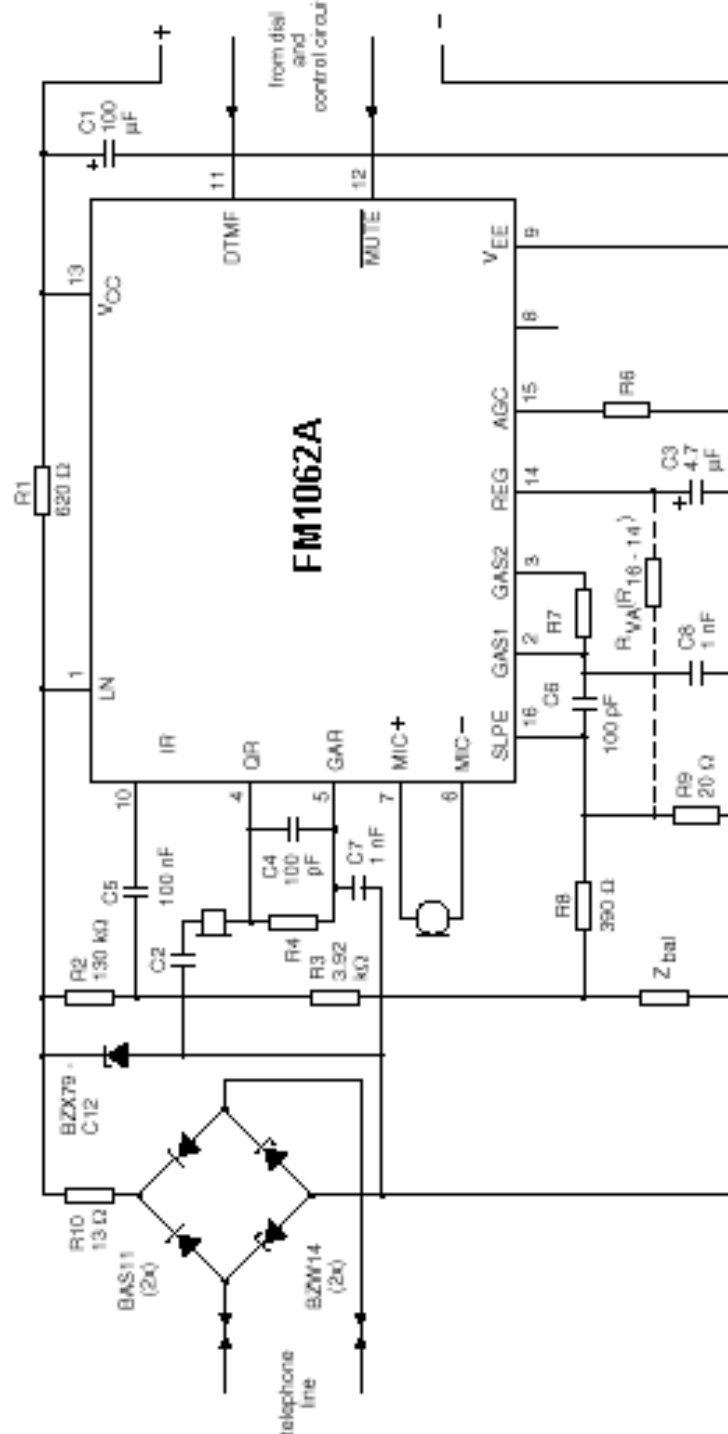 +
−
from dial
and
C1
100
µF
+
11
12
DTMF
MUTE
13
VCC
VEE
9
8
R1
620 Ω
FM1062A
AGC
15
R6
REG
14
C3
4.7
µF
+
GAS2
3
R7
RVA(R16 - 14)
GAS1
2
C8
1 nF
1
LN
C6
100 pF
SLPE
16
IR
QR
GAR
MIC+
MIC−
R9
20 Ω
10
4
5
7
6
C5
100 nF
C4
100
pF
C7
1 nF
R8
390 Ω
R2
130 kΩ
C2
R4
R3
3.92
kΩ
Zbal
BZX79 -
C12
R10
13 Ω
BAS11
(2x)
BZW14
(2x)
telephone
line